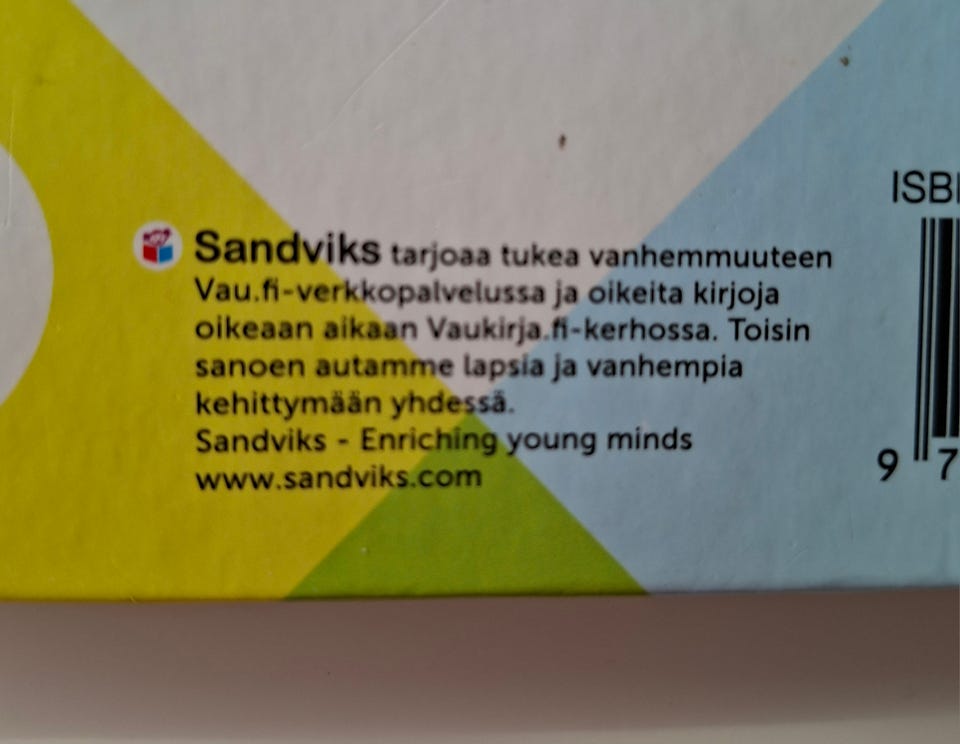 Sandviks tarjoaa tukea vanhemmuuteen
Vau.fi-verkkopalvelussa ja oikeita kirjoja
oikeaan aikaan Vaukirja.fi-kerhossa. Toisin
sanoen autamme lapsia ja vanhempia
kehittymään yhdessä.
Sandviks - Enriching young minds
www.sandviks.com
9 7